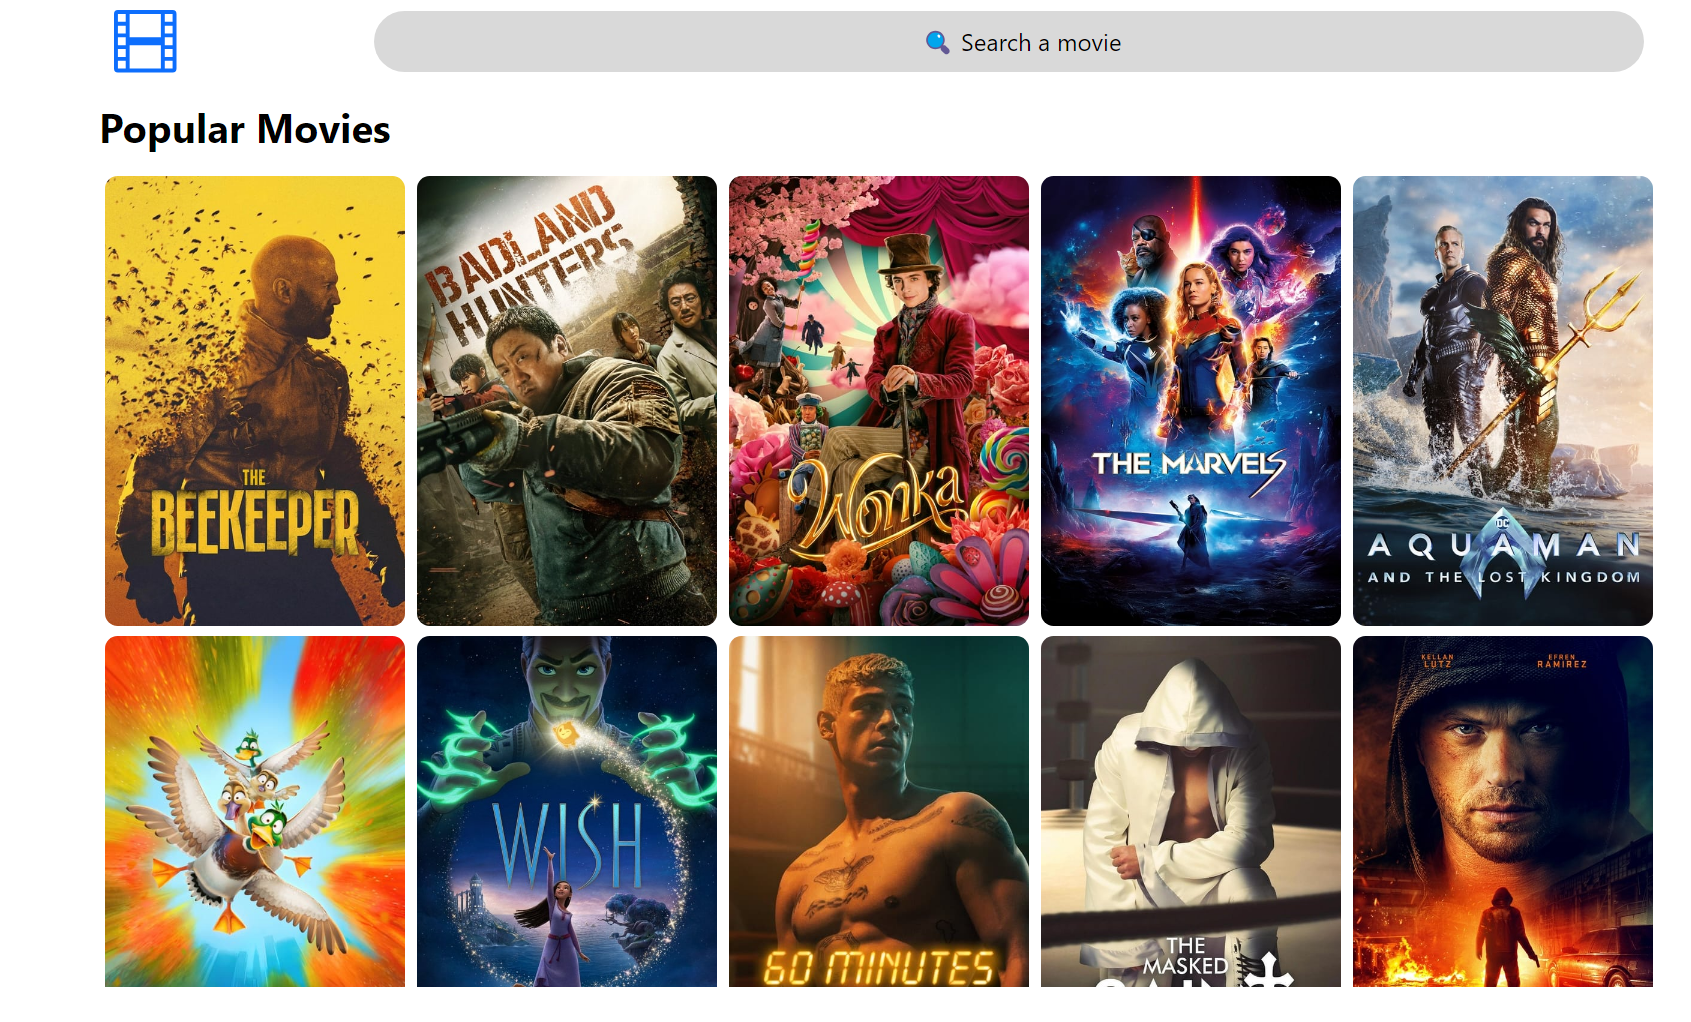 Search a movie
Popular Movies
THE
BEEKEEPER
BADLAND
HUNTERS
Wonka
THE MARVELS
DC
AQUAMAN
AND THE LOST KINGDOM
WISH
60 MINUTES
THE
MASKED
KELLAN
LUTZ
EFREN
RAMIREZ